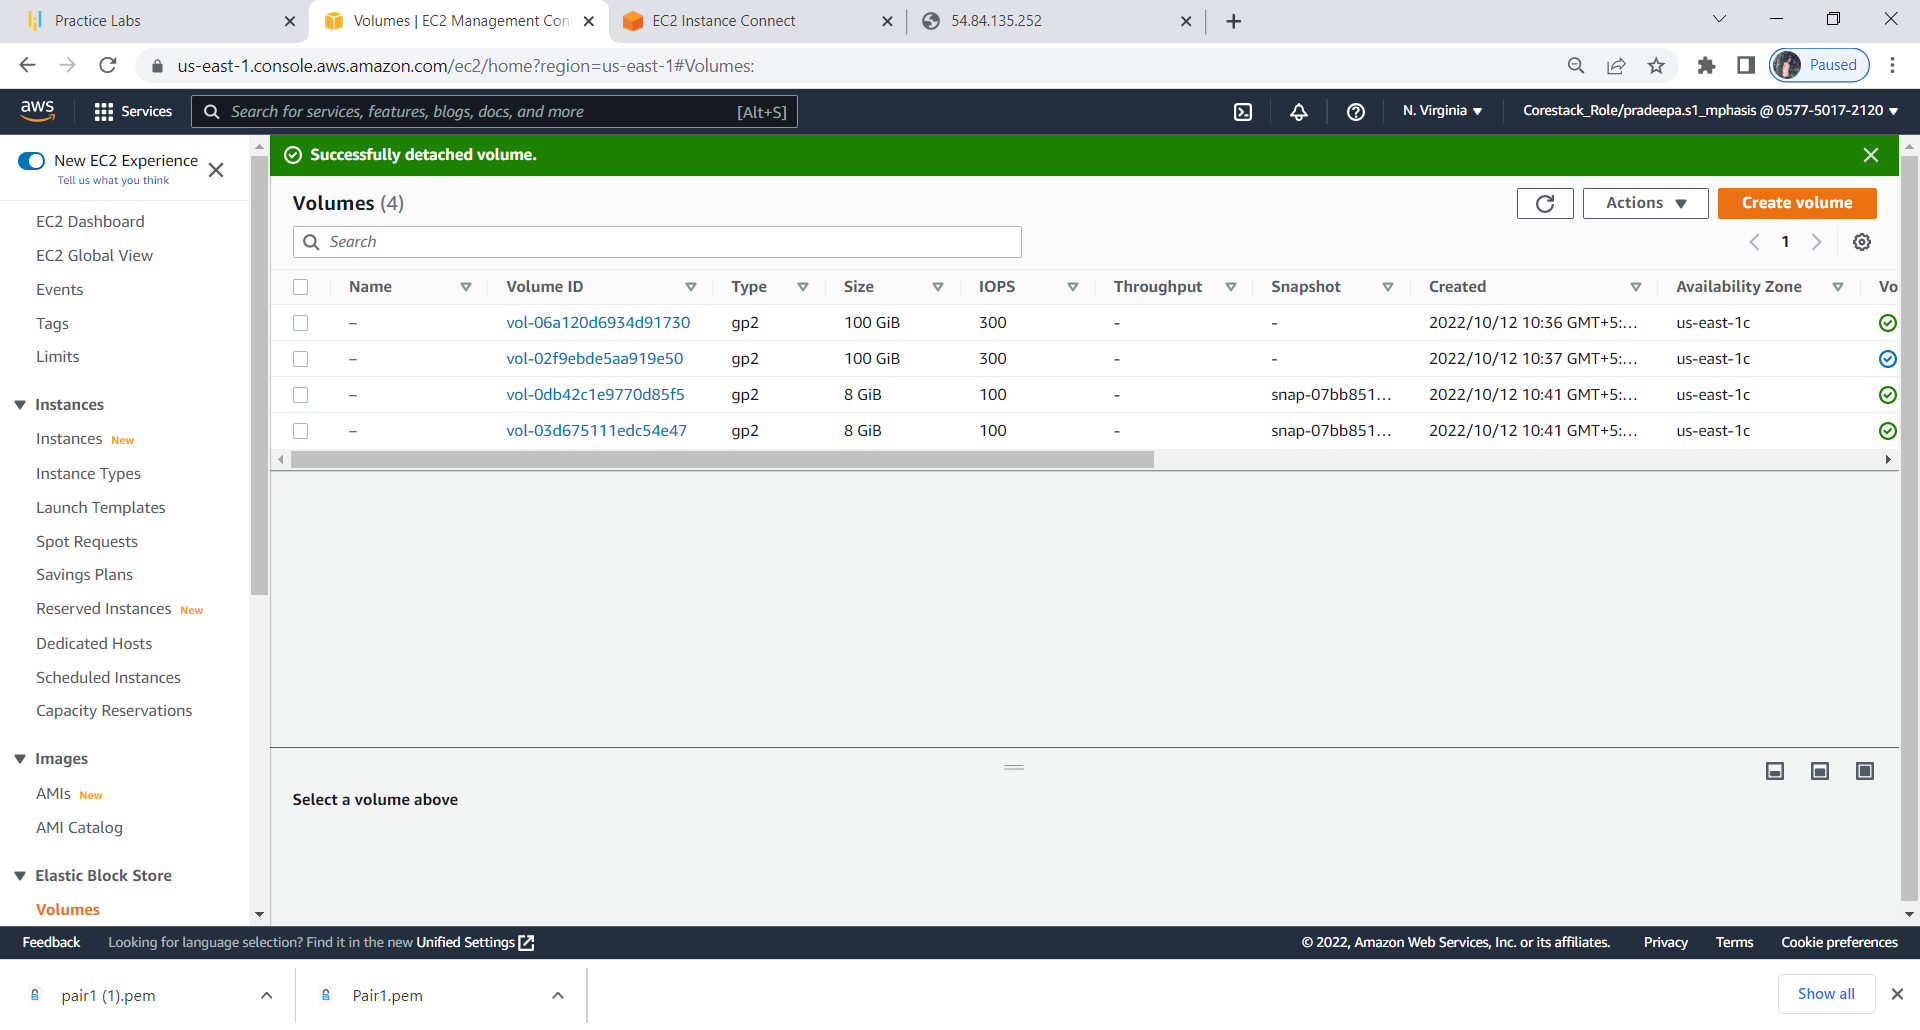 Practice Labs
Volumes | EC2 Management Con
EC2 Instance Connect
54.84.135.252
us-east-1.console.aws.amazon.com/ec2/home?region=us-east-1#Volumes:
Paused
aws
Services
Search for services, features, blogs, docs, and more
[Alt+S]
N. Virginia
Corestack_Role/pradeepa.s1_mphasis @ 0577-5017-2120
New EC2 Experience
Tell us what you think
EC2 Dashboard
EC2 Global View
Events
Tags
Limits
Instances
Instances New
Instance Types
Launch Templates
Spot Requests
Savings Plans
Reserved Instances New
Dedicated Hosts
Scheduled Instances
Capacity Reservations
Images
AMIs New
AMI Catalog
Elastic Block Store
Volumes
Successfully detached volume.
Volumes (4)
Actions
Create volume
Search
1
Name Volume ID Type Size IOPS Throughput Snapshot Created Availability Zone Vo
– vol-06a120d6934d91730 gp2 100 GiB 300 - - 2022/10/12 10:36 GMT+5:... us-east-1c
– vol-02f9ebde5aa919e50 gp2 100 GiB 300 - - 2022/10/12 10:37 GMT+5:... us-east-1c
– vol-0db42c1e9770d85f5 gp2 8 GiB 100 - snap-07bb851... 2022/10/12 10:41 GMT+5:... us-east-1c
– vol-03d675111edc54e47 gp2 8 GiB 100 - snap-07bb851... 2022/10/12 10:41 GMT+5:... us-east-1c
Select a volume above
Feedback
Looking for language selection? Find it in the new Unified Settings
© 2022, Amazon Web Services, Inc. or its affiliates.
Privacy
Terms
Cookie preferences
pair1 (1).pem
Pair1.pem
Show all